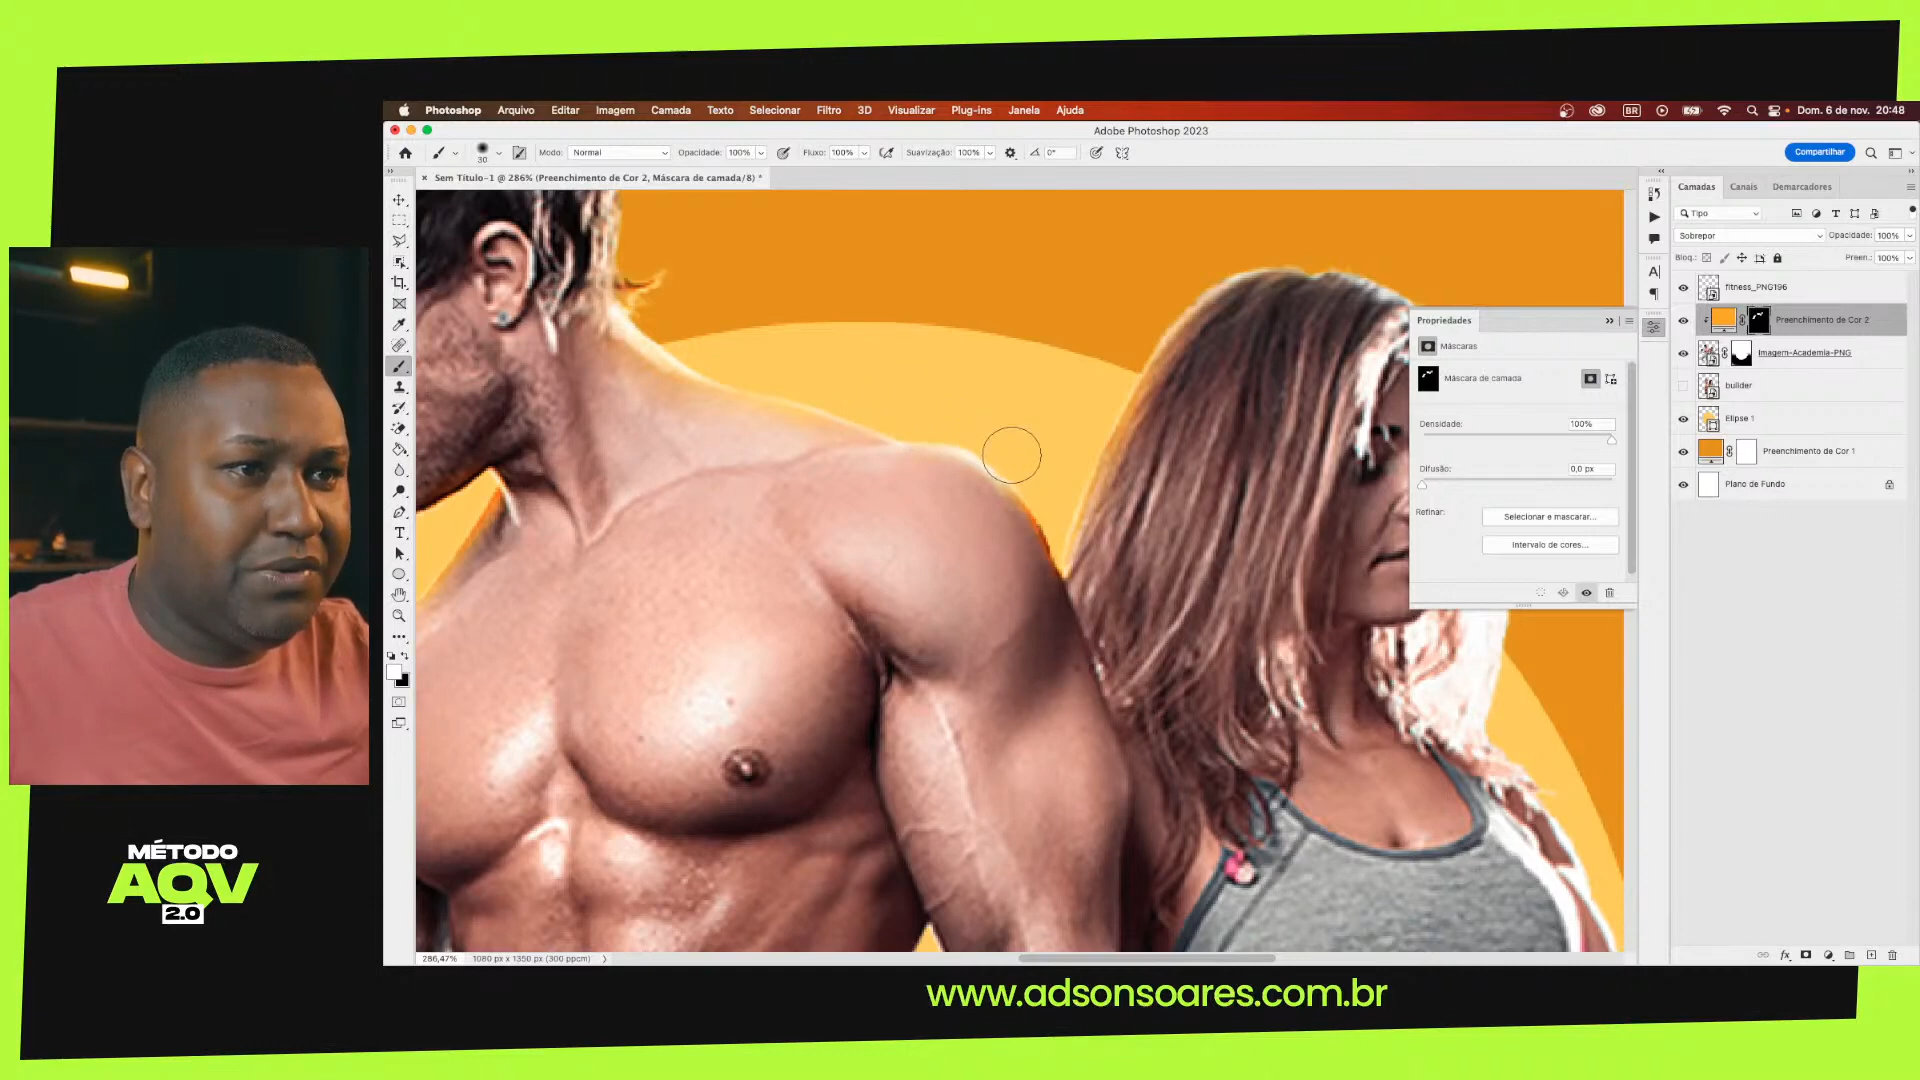 Photoshop Arquivo Editar Imagem Camada Texto Selecionar Filtro 3D Visualizar Plug-ins Janela Ajuda
BR Dom. 6 de nov. 20:48
Adobe Photoshop 2023
30 Modo: Normal Opacidade: 100% Fluxo: 100% Suavização: 100% 0° Compartilhar
× Sem Título-1 @ 286% (Preenchimento de Cor 2, Máscara de camada/8) *
Camadas Canais Demarcadores
Tipo
Sobrepor Opacidade: 100%
Bloq.: Preen.: 100%
fitness_PNG196
Preenchimento de Cor 2
Imagem-Academia-PNG
builder
Elipse 1
Preenchimento de Cor 1
Plano de Fundo
Propriedades
Máscaras
Máscara de camada
Densidade: 100%
Difusão: 0,0 px
Refinar: Selecionar e mascarar...
Intervalo de cores...
286,47% 1080 px x 1350 px (300 ppcm)
MÉTODO
AQV
2.0
www.adsonsoares.com.br